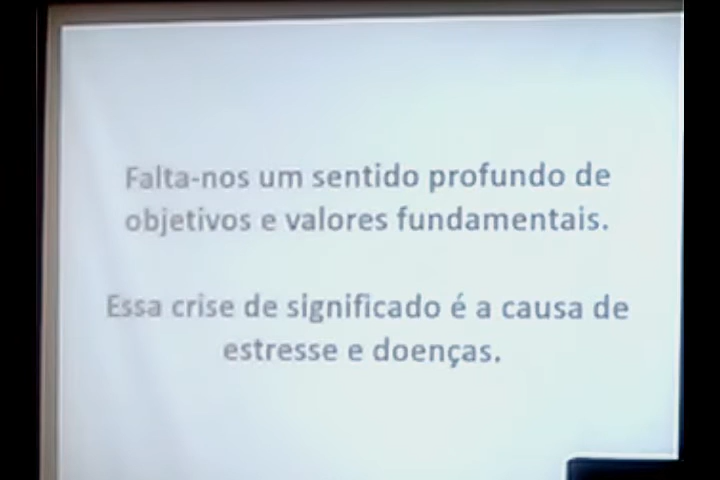 Falta-nos um sentido profundo de
objetivos e valores fundamentais.
Essa crise de significado é a causa de
estresse e doenças.